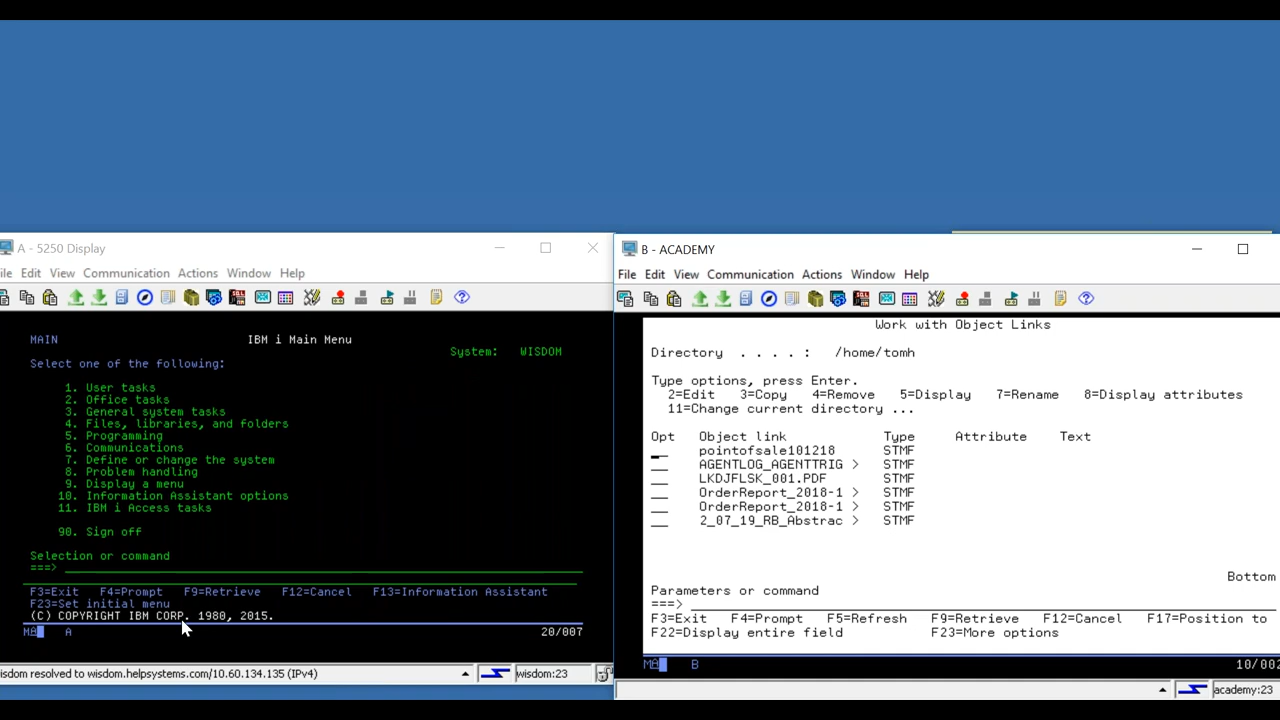 A - 5250 Display
ile Edit View Communication Actions Window Help
MAIN IBM i Main Menu
System: WISDOM
Select one of the following:
1. User tasks
2. Office tasks
3. General system tasks
4. Files, libraries, and folders
5. Programming
6. Communications
7. Define or change the system
8. Problem handling
9. Display a menu
10. Information Assistant options
11. IBM i Access tasks
90. Sign off
Selection or command
===>
F3=Exit F4=Prompt F9=Retrieve F12=Cancel F13=Information Assistant
F23=Set initial menu
(C) COPYRIGHT IBM CORP. 1980, 2015.
MA A 20/007
isdom resolved to wisdom.helpsystems.com/10.60.134.135 (IPv4) wisdom:23
B - ACADEMY
File Edit View Communication Actions Window Help
Work with Object Links
Directory . . . . : /home/tomh
Type options, press Enter.
2=Edit 3=Copy 4=Remove 5=Display 7=Rename 8=Display attributes
11=Change current directory ...
Opt Object link Type Attribute Text
pointofsale101218 STMF
AGENTLOG_AGENTTRIG > STMF
LKDJFLSK_001.PDF STMF
OrderReport_2018-1 > STMF
OrderReport_2018-1 > STMF
2_07_19_RB_Abstrac > STMF
Bottom
Parameters or command
===>
F3=Exit F4=Prompt F5=Refresh F9=Retrieve F12=Cancel F17=Position to
F22=Display entire field F23=More options
MA B 10/002
academy:23